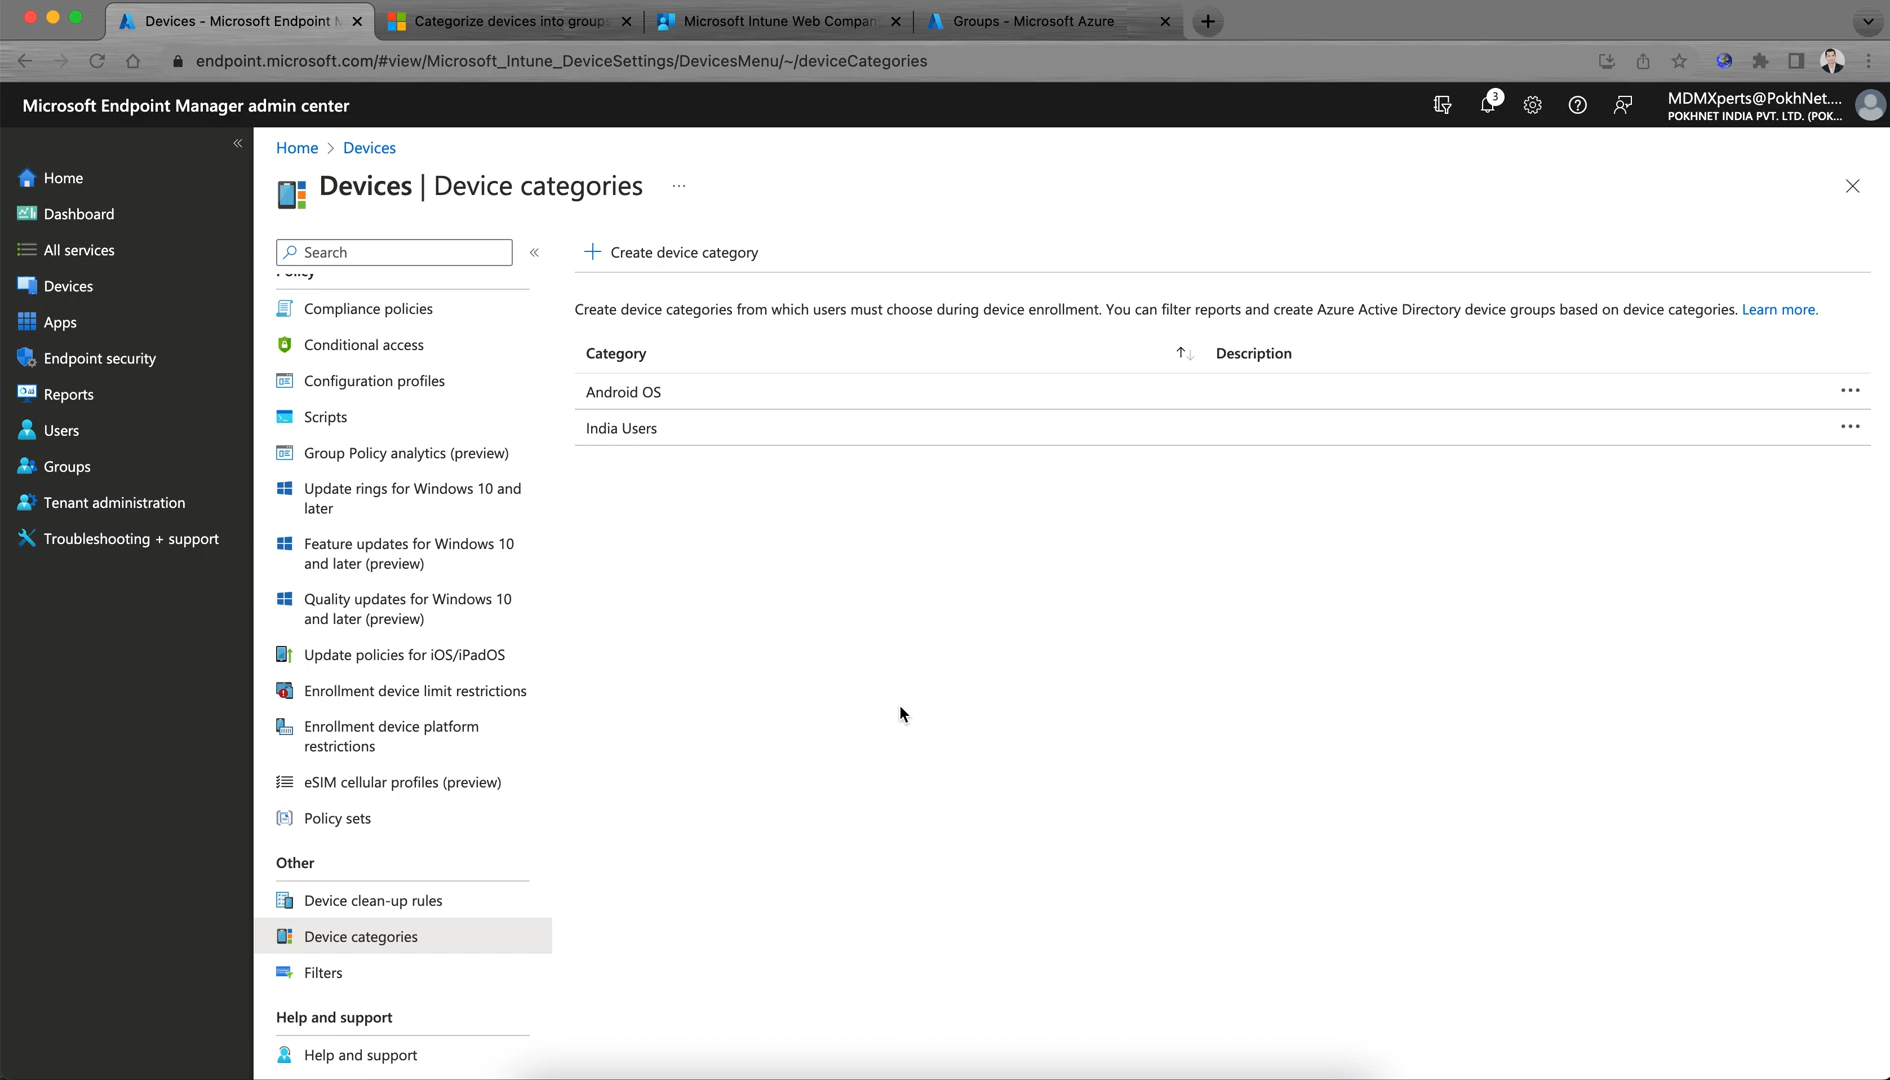 Devices - Microsoft Endpoint M
Categorize devices into groups
Microsoft Intune Web Company
Groups - Microsoft Azure
endpoint.microsoft.com/#view/Microsoft_Intune_DeviceSettings/DevicesMenu/~/deviceCategories
Microsoft Endpoint Manager admin center
3
MDMXperts@PokhNet....
POKHNET INDIA PVT. LTD. (POK...
«
Home > Devices
Home
Dashboard
All services
Devices
Apps
Endpoint security
Reports
Users
Groups
Tenant administration
Troubleshooting + support
Devices | Device categories ...
Search «
Policy
Compliance policies
Conditional access
Configuration profiles
Scripts
Group Policy analytics (preview)
Update rings for Windows 10 and
later
Feature updates for Windows 10
and later (preview)
Quality updates for Windows 10
and later (preview)
Update policies for iOS/iPadOS
Enrollment device limit restrictions
Enrollment device platform
restrictions
eSIM cellular profiles (preview)
Policy sets
Other
Device clean-up rules
Device categories
Filters
Help and support
Help and support
+ Create device category
Create device categories from which users must choose during device enrollment. You can filter reports and create Azure Active Directory device groups based on device categories. Learn more.
Category ↑↓ Description
Android OS ...
India Users ...